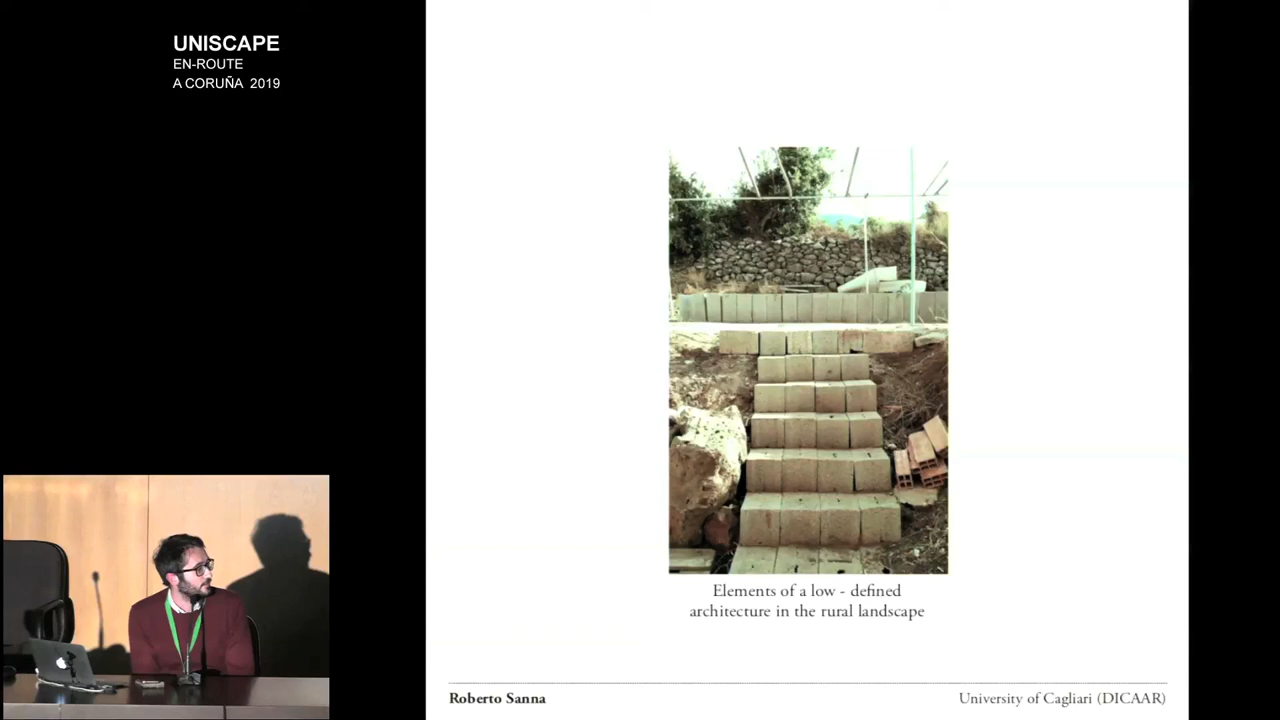 UNISCAPE
EN-ROUTE
A CORUÑA 2019
Elements of a low - defined
architecture in the rural landscape
Roberto Sanna
University of Cagliari (DICAAR)